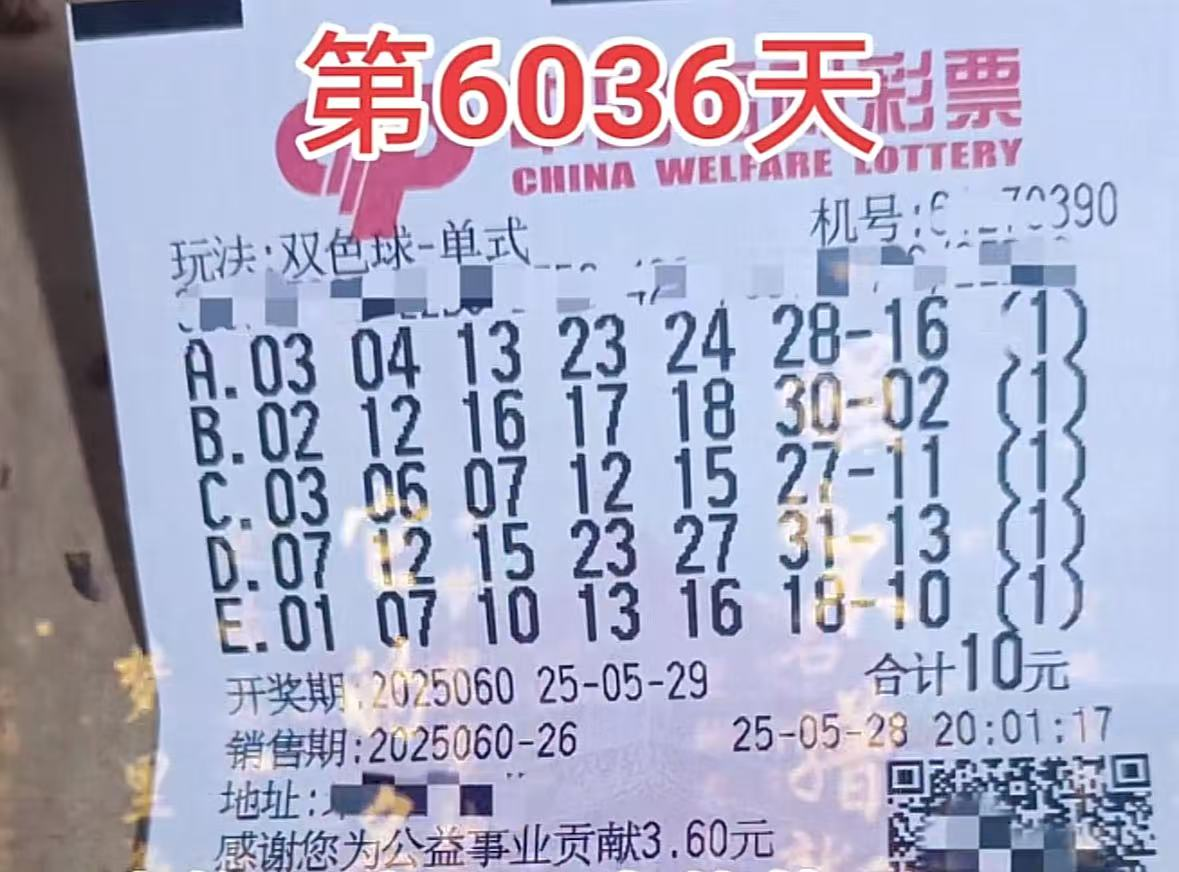 第6036天
彩票
CHINA WELFARE LOTTERY
玩法:双色球-单式
机号:6 70390
A.03 04 13 23 24 28-16 (1)
B.02 12 16 17 18 30-02 (1)
C.03 06 07 12 15 27-11 (1)
D.07 12 15 23 27 31-13 (1)
E.01 07 10 13 16 18-10 (1)
开奖期:2025060 25-05-29 合计10元
销售期:2025060-26 25-05-28 20:01:17
地址:
感谢您为公益事业贡献3.60元